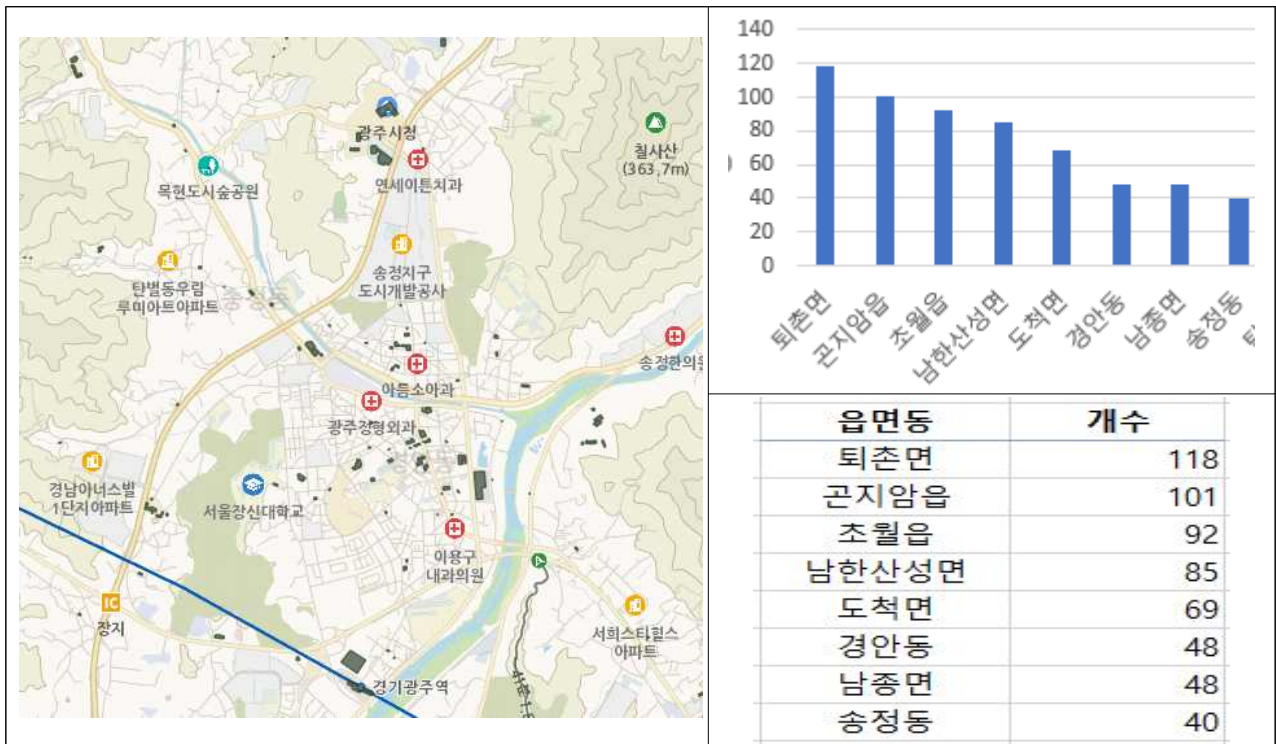 광주시청
칠사산
(363.7m)
연세이튼치과
목현도시숲공원
송정지구
도시개발공사
탄벌동우림
루미아트아파트
송정한의원
아름소아과
광주정형외과
경남아너스빌
1단지아파트
서울장신대학교
이용구
내과의원
IC
장지
서희스타힐스
아파트
경기광주역
140
120
100
80
60
40
20
0
퇴촌면
곤지암읍
초월읍
남한산성면
도척면
경안동
남종면
송정동
읍면동 개수
퇴촌면 118
곤지암읍 101
초월읍 92
남한산성면 85
도척면 69
경안동 48
남종면 48
송정동 40